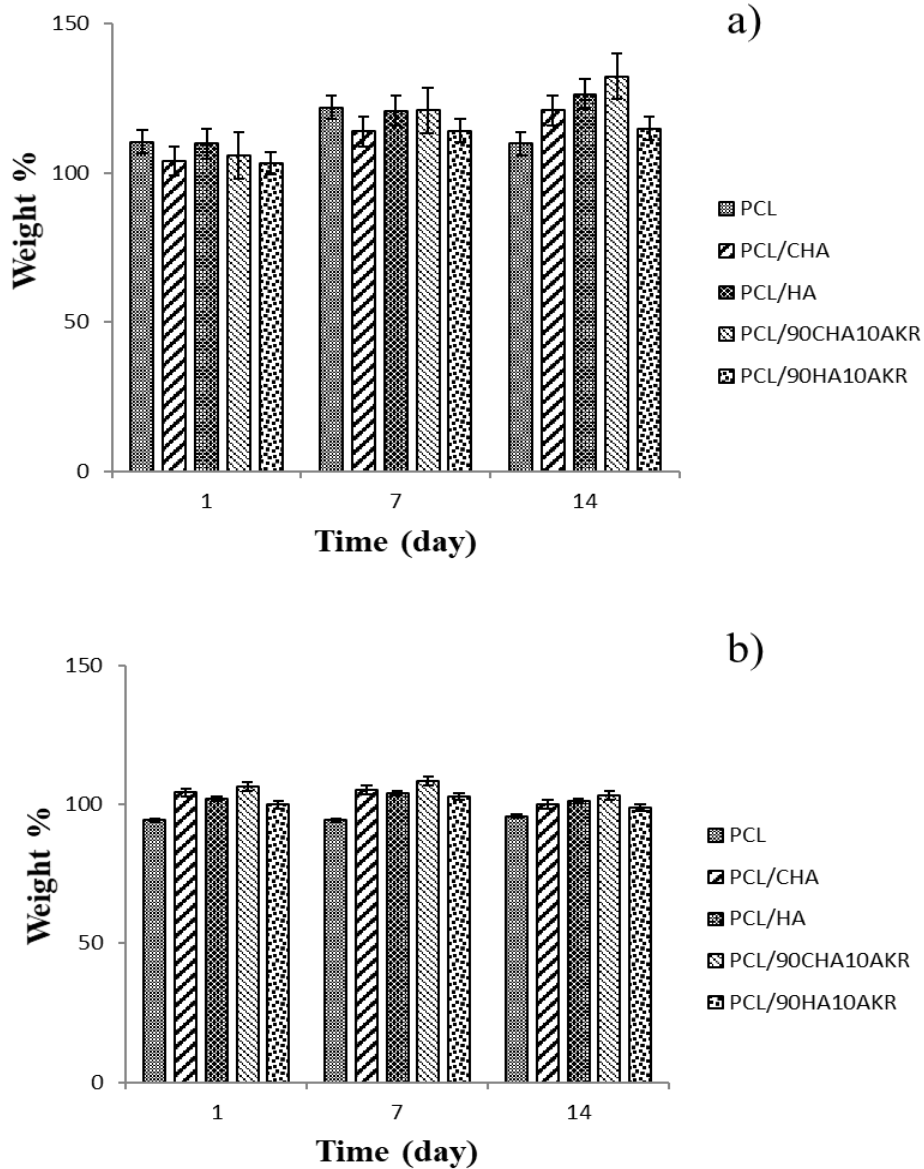 a)
150
100
50
0
Weight %
1
7
14
Time (day)
PCL
PCL/CHA
PCL/HA
PCL/90CHA10AKR
PCL/90HA10AKR
b)
150
100
50
0
Weight %
1
7
14
Time (day)
PCL
PCL/CHA
PCL/HA
PCL/90CHA10AKR
PCL/90HA10AKR